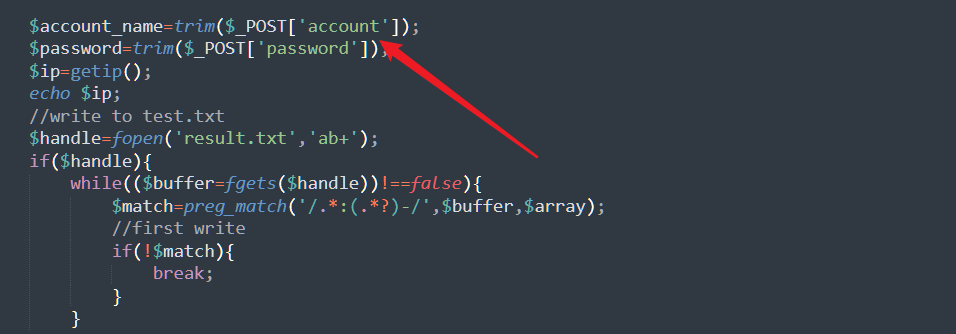 $account_name=trim($_POST['account']);
$password=trim($_POST['password']);
$ip=getip();
echo $ip;
//write to test.txt
$handle=fopen('result.txt','ab+');
if($handle){
    while(($buffer=fgets($handle))!==false){
        $match=preg_match('/.*:(.*?)-/',$buffer,$array);
        //first write
        if(!$match){
            break;
        }
    }